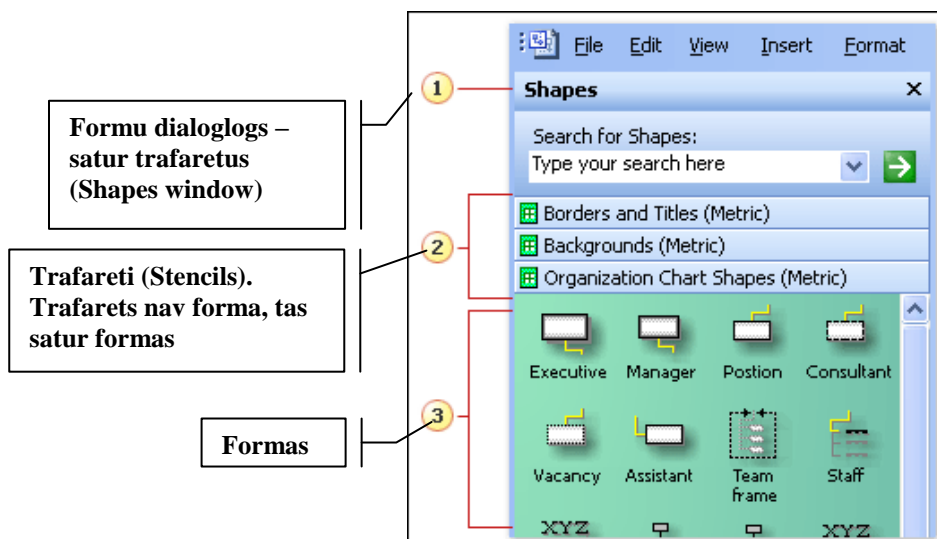 File Edit View Insert Format
1
Shapes
Formu dialoglogs –
satur trafaretus
(Shapes window)
Search for Shapes:
Type your search here
2
Borders and Titles (Metric)
Backgrounds (Metric)
Organization Chart Shapes (Metric)
Trafareti (Stencils).
Trafarets nav forma, tas
satur formas
3
Executive Manager Postion Consultant
Formas
Vacancy Assistant Team frame Staff
XYZ XYZ